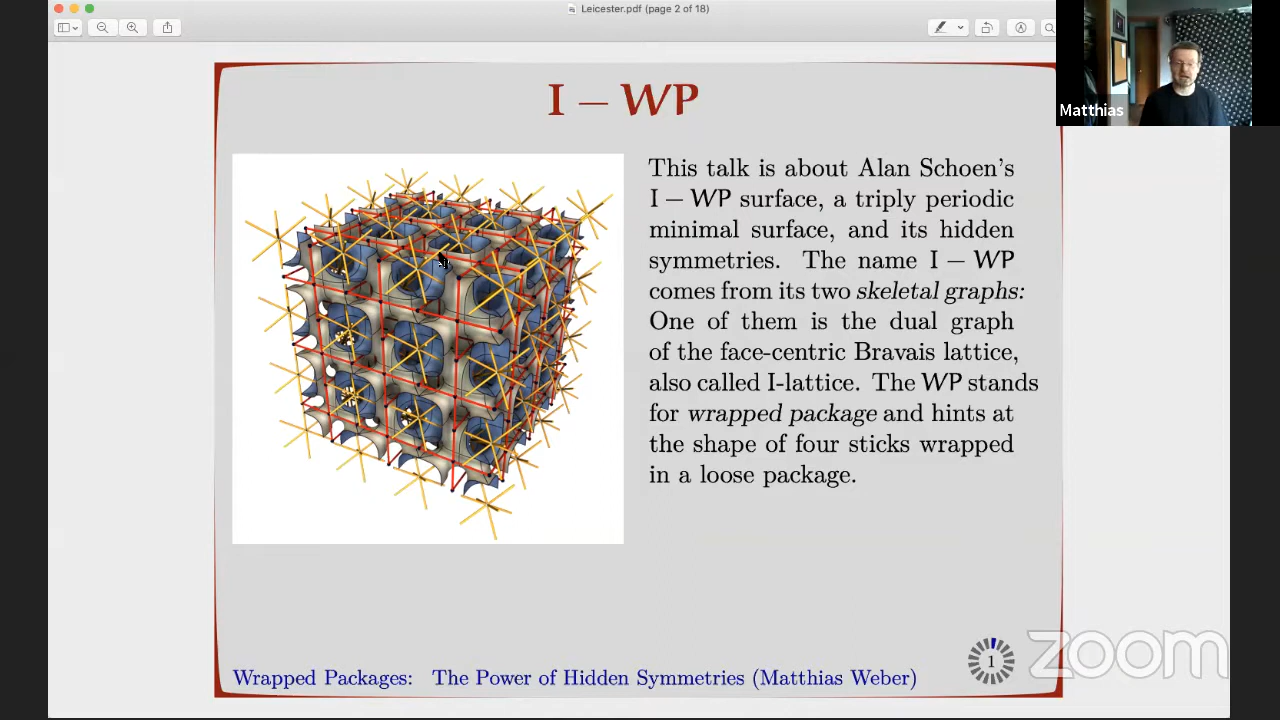 Leicester.pdf (page 2 of 18)
I – WP
Matthias
This talk is about Alan Schoen's
I – WP surface, a triply periodic
minimal surface, and its hidden
symmetries. The name I – WP
comes from its two skeletal graphs:
One of them is the dual graph
of the face-centric Bravais lattice,
also called I-lattice. The WP stands
for wrapped package and hints at
the shape of four sticks wrapped
in a loose package.
Wrapped Packages: The Power of Hidden Symmetries (Matthias Weber)
1
zoom